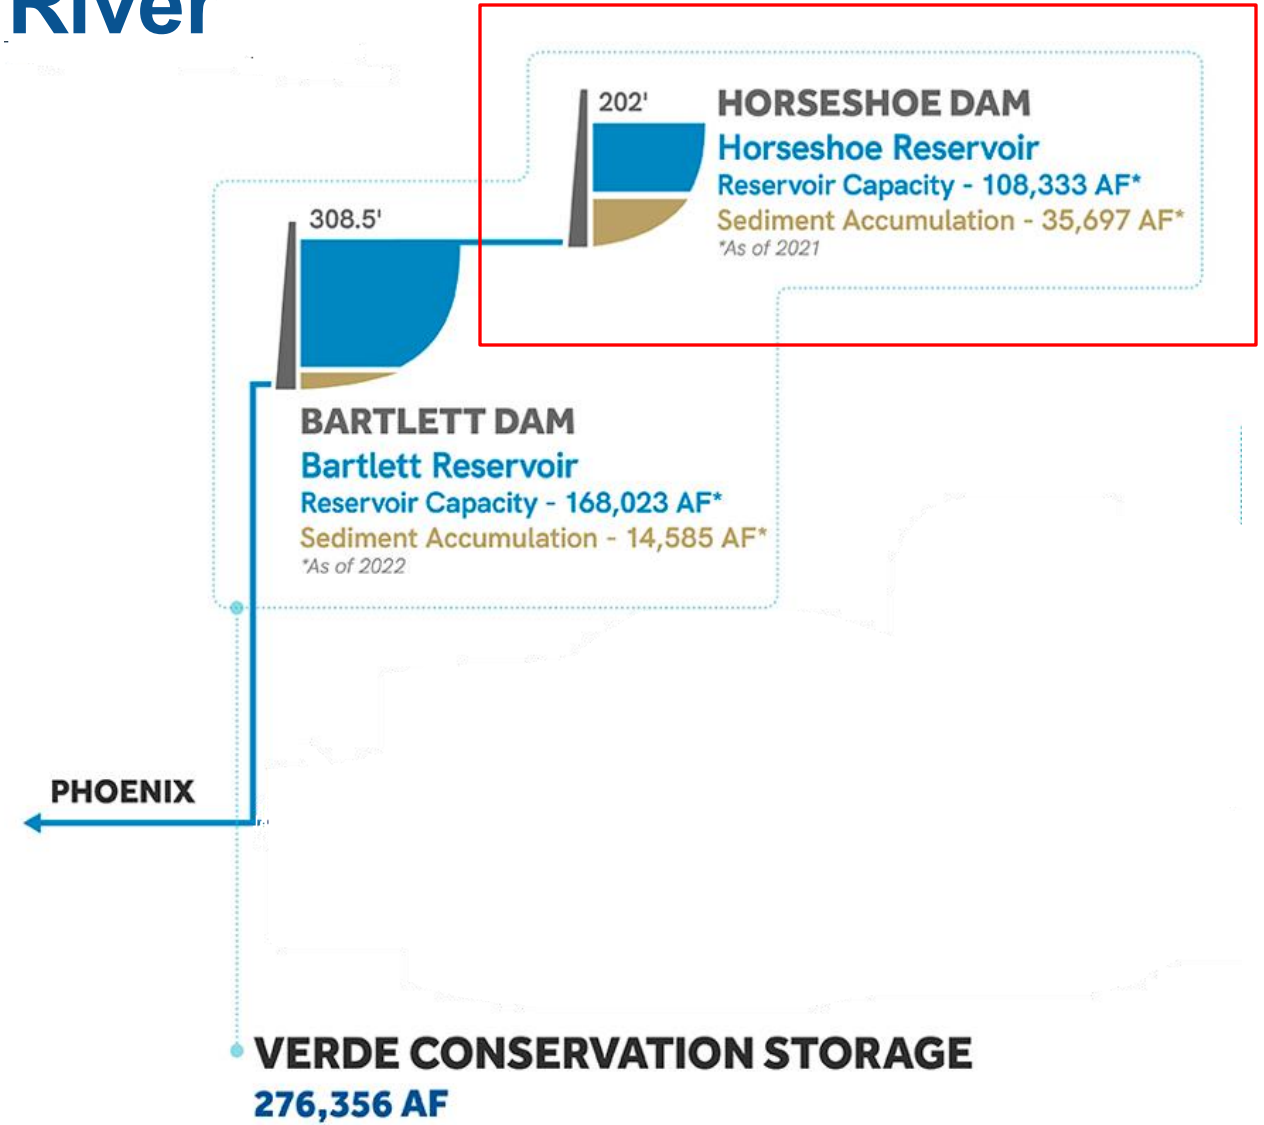 River
202'
HORSESHOE DAM
Horseshoe Reservoir
Reservoir Capacity - 108,333 AF*
Sediment Accumulation - 35,697 AF*
*As of 2021
308.5'
BARTLETT DAM
Bartlett Reservoir
Reservoir Capacity - 168,023 AF*
Sediment Accumulation - 14,585 AF*
*As of 2022
PHOENIX
VERDE CONSERVATION STORAGE
276,356 AF